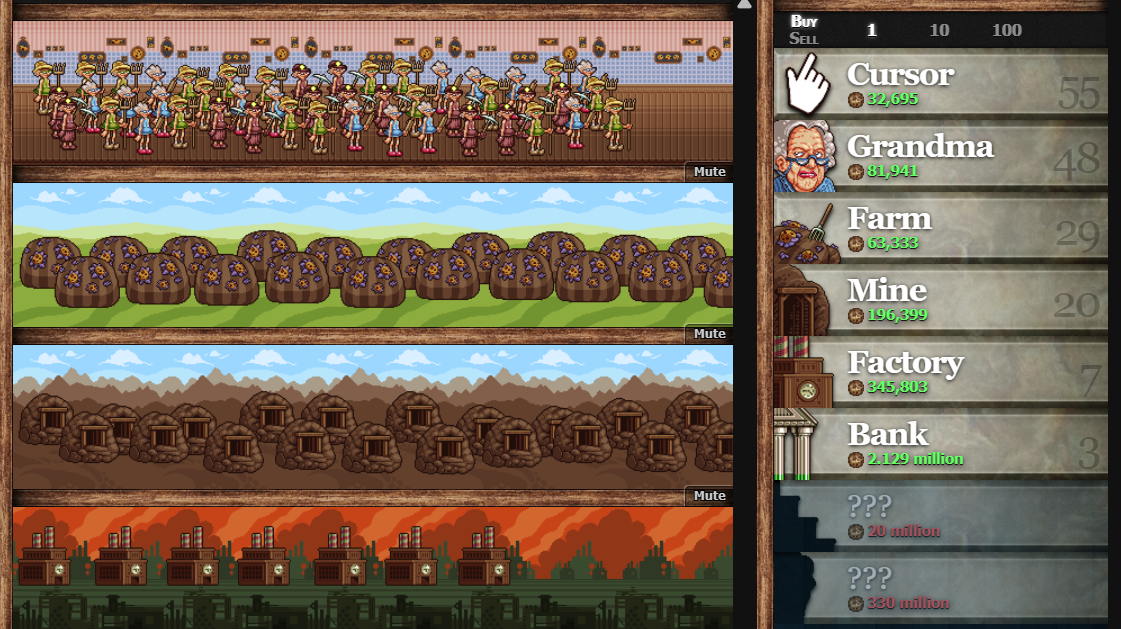 Mute
Mute
Mute
Buy
Sell
1 10 100
Cursor
32,695
55
Grandma
81,941
48
Farm
63,333
29
Mine
196,399
20
Factory
345,803
7
Bank
2.129 million
3
???
20 million
???
330 million